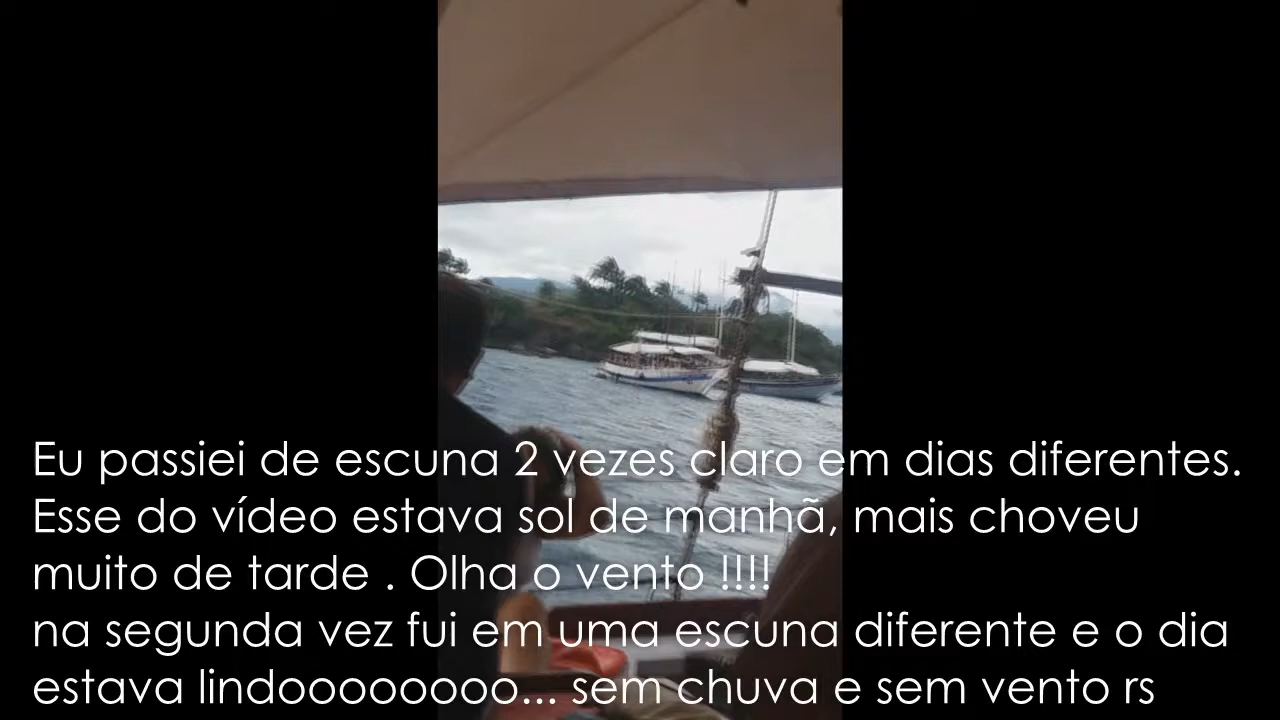 Eu passiei de escuna 2 vezes claro em dias diferentes.
Esse do vídeo estava sol de manhã, mais choveu
muito de tarde . Olha o vento !!!!
na segunda vez fui em uma escuna diferente e o dia
estava lindoooooooo... sem chuva e sem vento rs